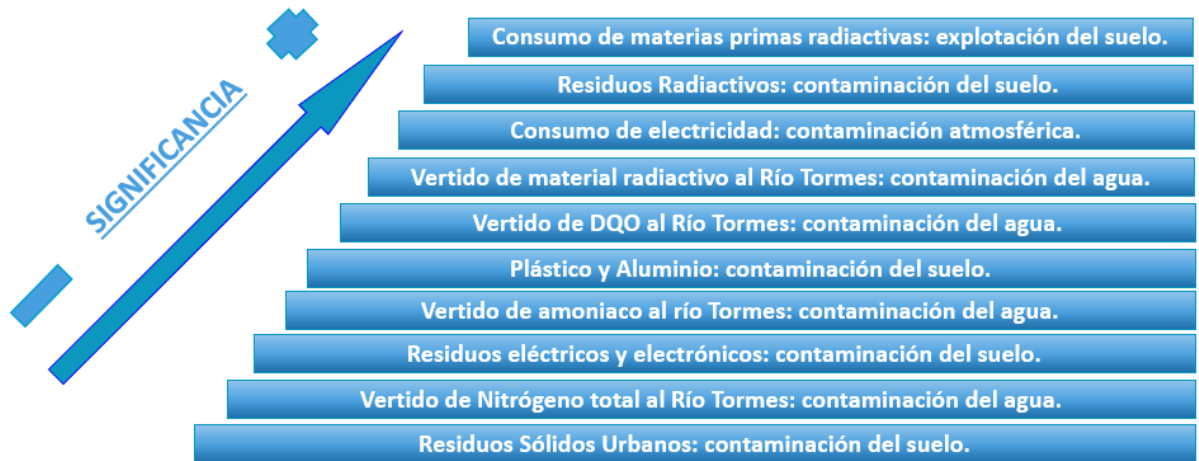 SIGNIFICANCIA
Consumo de materias primas radiactivas: explotación del suelo.
Residuos Radiactivos: contaminación del suelo.
Consumo de electricidad: contaminación atmosférica.
Vertido de material radiactivo al Río Tormes: contaminación del agua.
Vertido de DQO al Río Tormes: contaminación del agua.
Plástico y Aluminio: contaminación del suelo.
Vertido de amoniaco al río Tormes: contaminación del agua.
Residuos eléctricos y electrónicos: contaminación del suelo.
Vertido de Nitrógeno total al Río Tormes: contaminación del agua.
Residuos Sólidos Urbanos: contaminación del suelo.